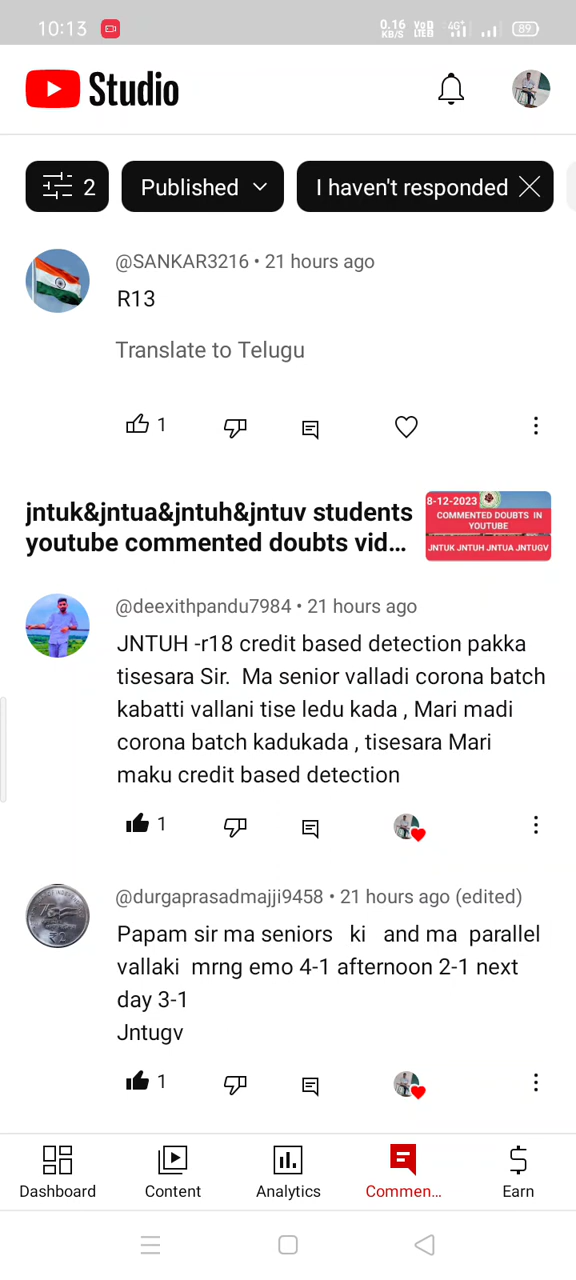 10:13
0.16 KB/S
VoD LTEB
4G+
89
Studio
2
Published
I haven't responded
@SANKAR3216 • 21 hours ago
R13
Translate to Telugu
1
jntuk&jntua&jntuh&jntuv students
youtube commented doubts vid...
8-12-2023
COMMENTED DOUBTS IN
YOUTUBE
JNTUK JNTUH JNTUA JNTUGV
@deexithpandu7984 • 21 hours ago
JNTUH -r18 credit based detection pakka
tisesara Sir.  Ma senior valladi corona batch
kabatti vallani tise ledu kada , Mari madi
corona batch kadukada , tisesara Mari
maku credit based detection
1
@durgaprasadmajji9458 • 21 hours ago (edited)
Papam sir ma seniors   ki   and ma  parallel
vallaki  mrng emo 4-1 afternoon 2-1 next
day 3-1
Jntugv
1
Dashboard
Content
Analytics
Commen...
Earn